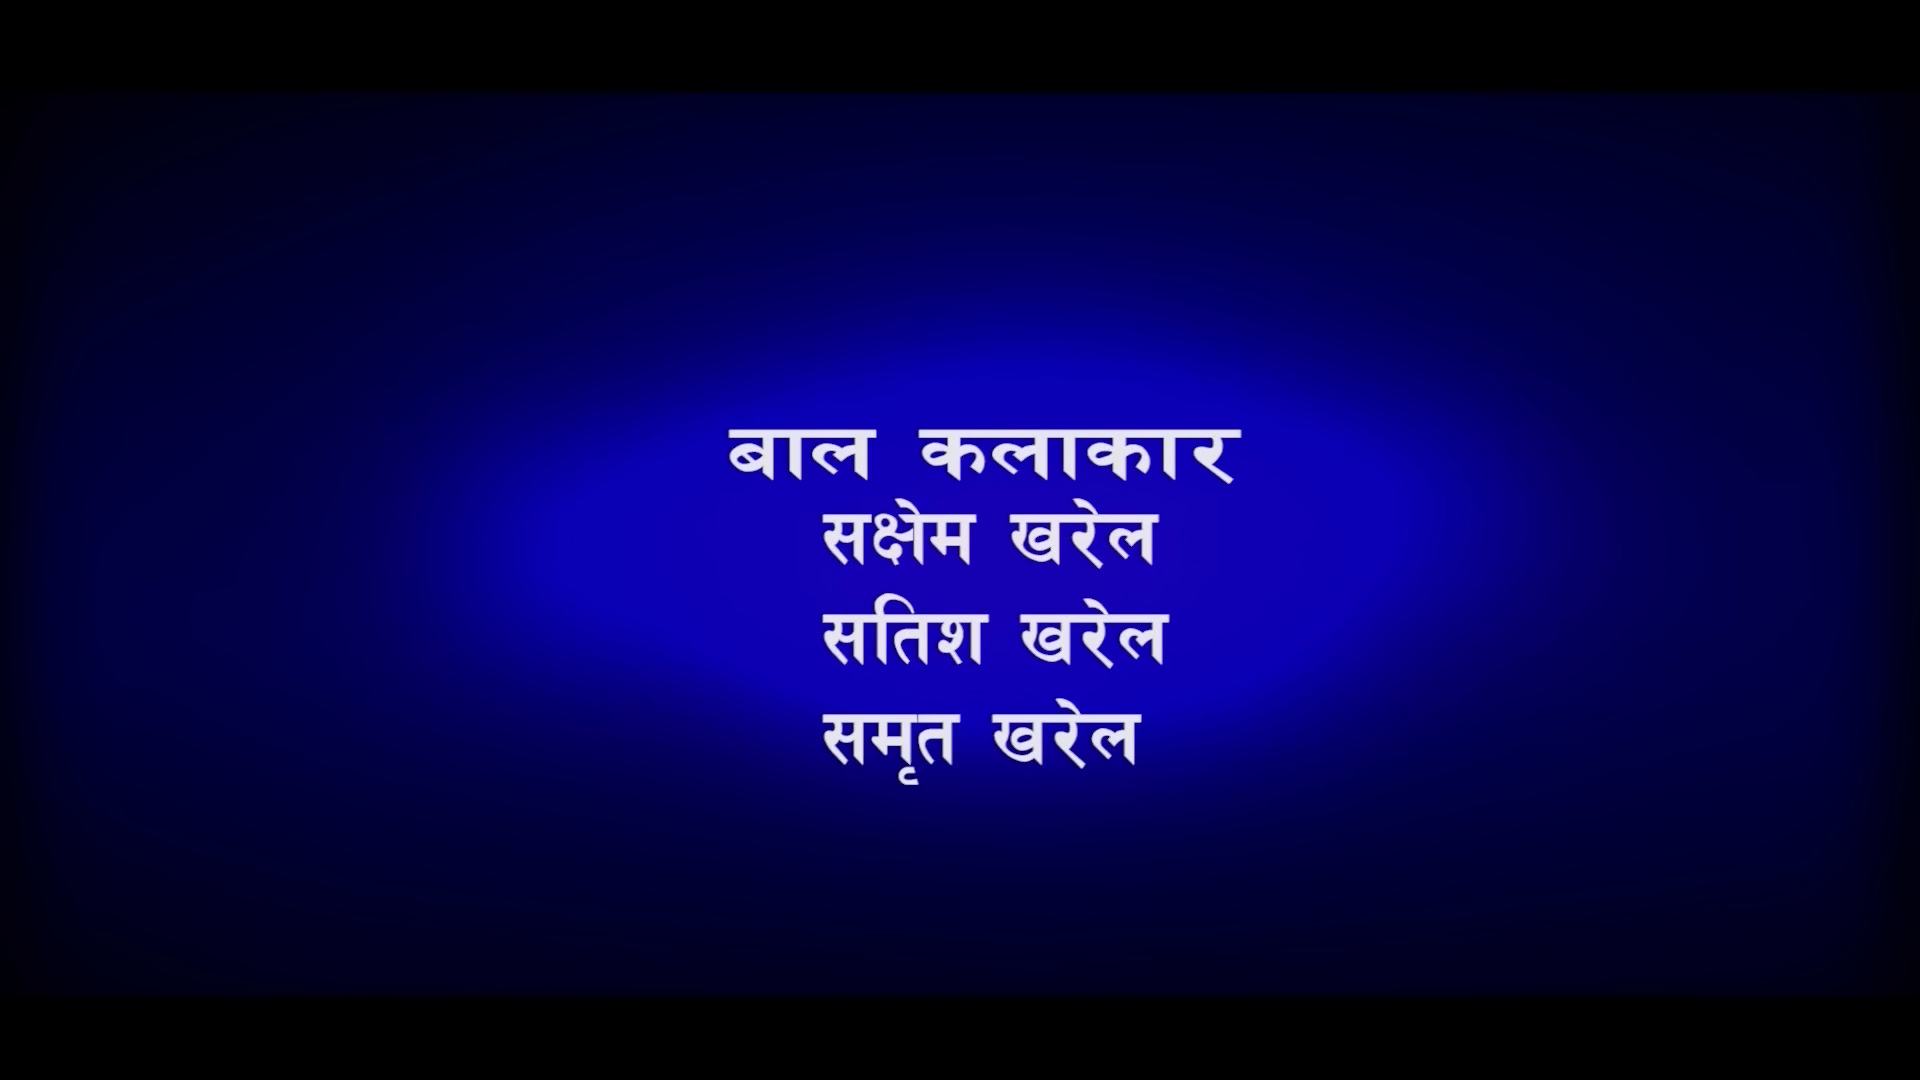 बाल कलाकार
सक्षेम खरेल
सतिश खरेल
समृत खरेल